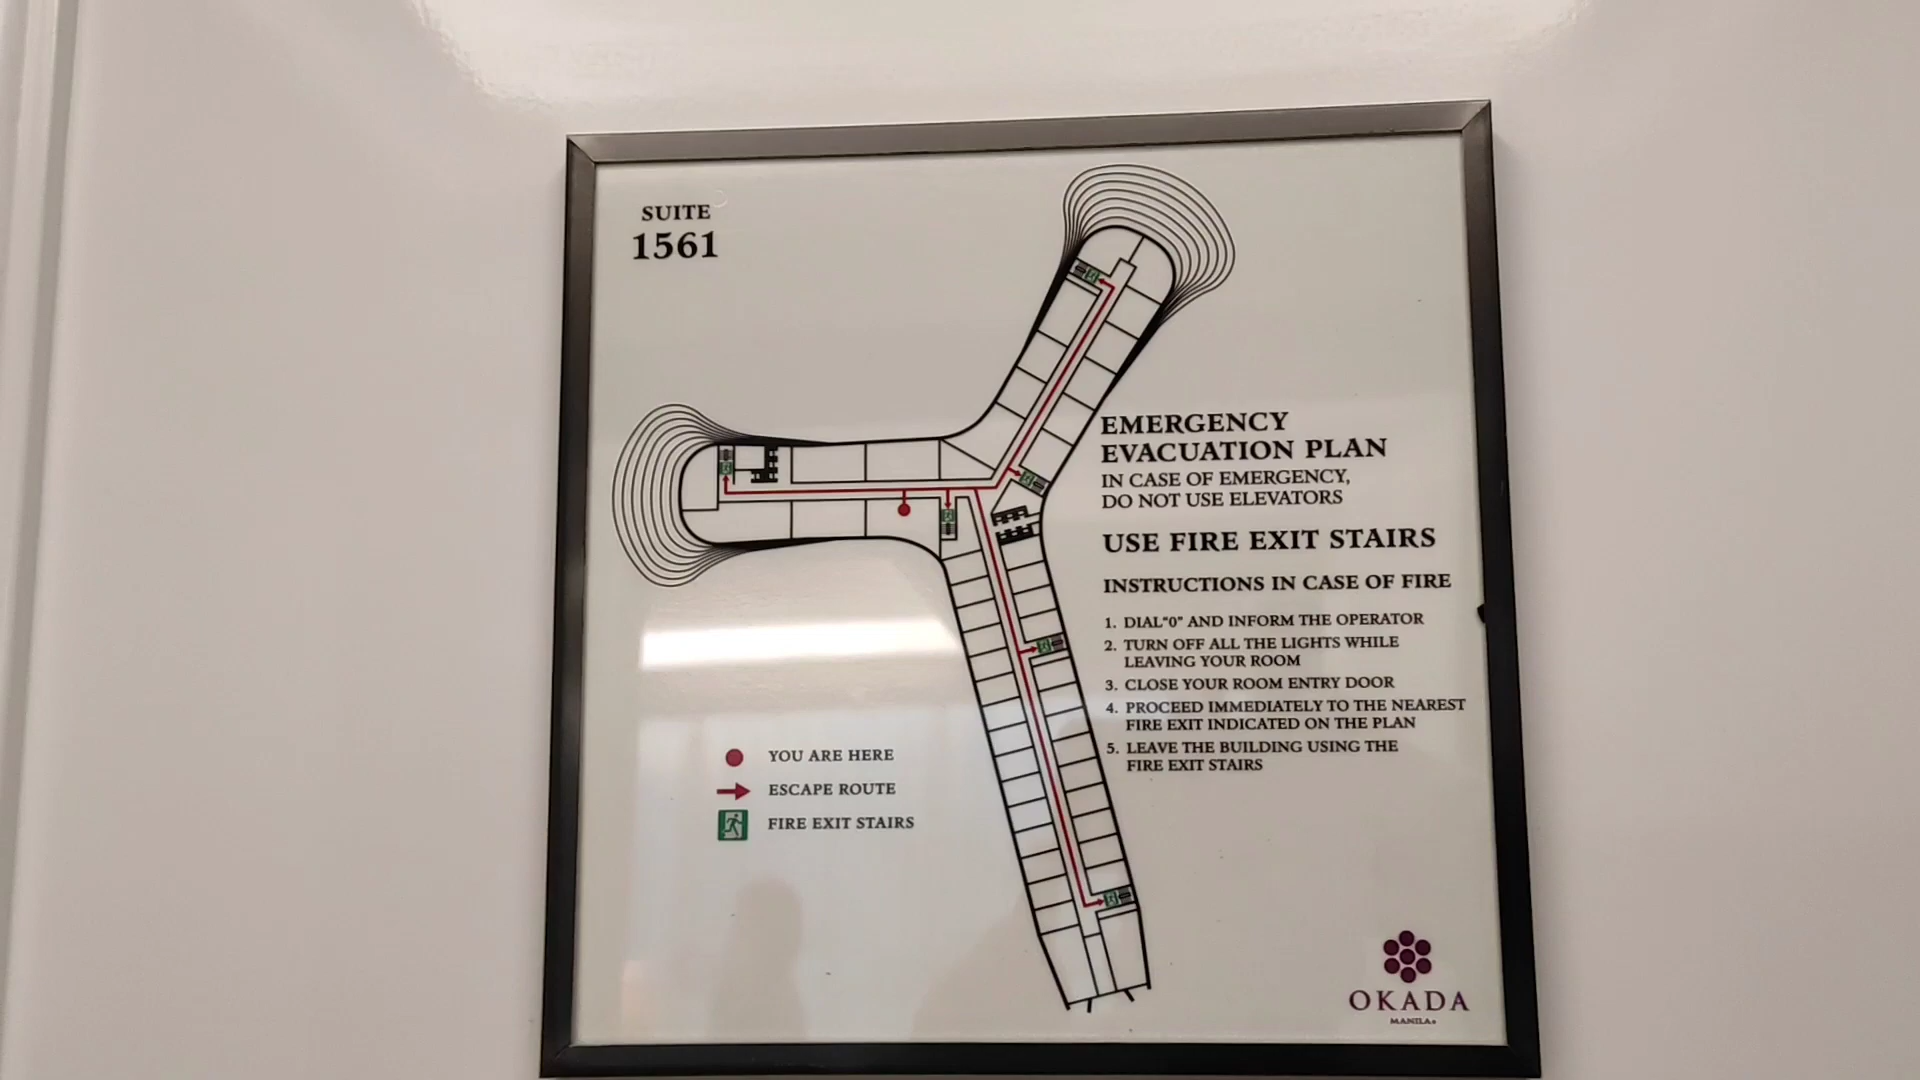 SUITE
1561
EMERGENCY
EVACUATION PLAN
IN CASE OF EMERGENCY,
DO NOT USE ELEVATORS
USE FIRE EXIT STAIRS
INSTRUCTIONS IN CASE OF FIRE
1. DIAL"0" AND INFORM THE OPERATOR
2. TURN OFF ALL THE LIGHTS WHILE
LEAVING YOUR ROOM
3. CLOSE YOUR ROOM ENTRY DOOR
4. PROCEED IMMEDIATELY TO THE NEAREST
FIRE EXIT INDICATED ON THE PLAN
5. LEAVE THE BUILDING USING THE
FIRE EXIT STAIRS
YOU ARE HERE
ESCAPE ROUTE
FIRE EXIT STAIRS
OKADA
MANILA